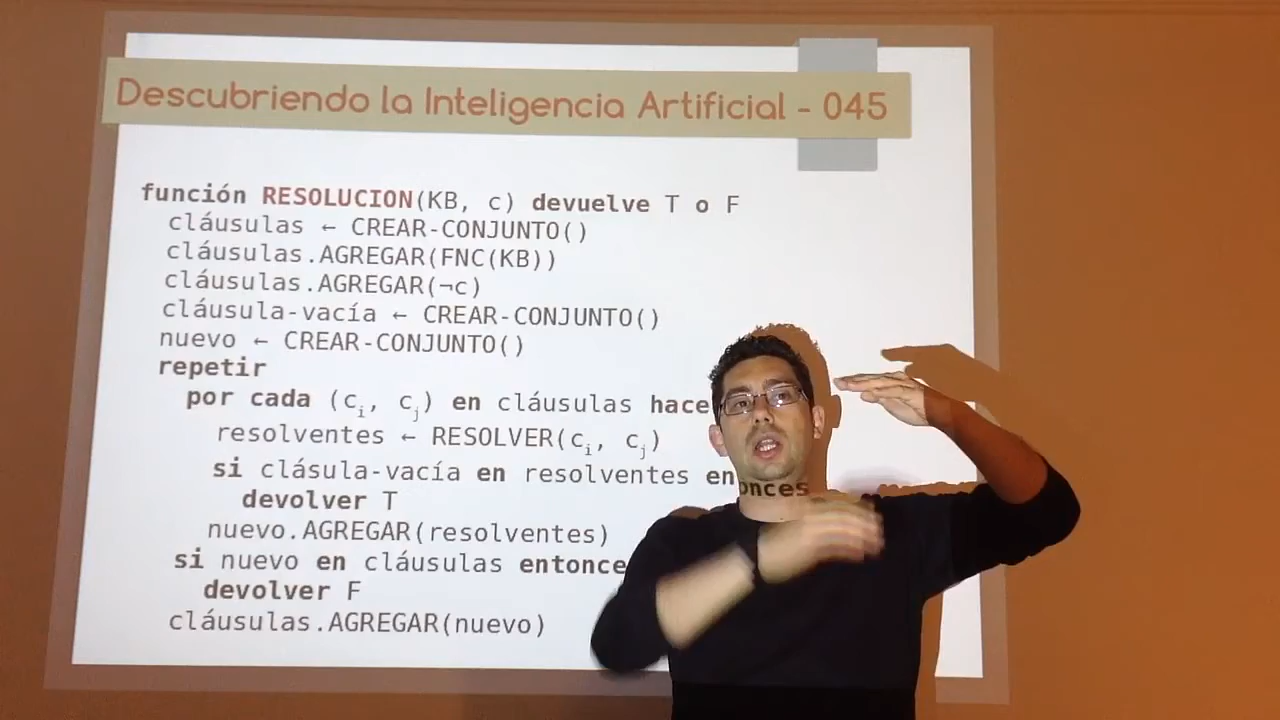 Descubriendo la Inteligencia Artificial - 045
función RESOLUCION(KB, c) devuelve T o F
cláusulas ← CREAR-CONJUNTO()
cláusulas.AGREGAR(FNC(KB))
cláusulas.AGREGAR(¬c)
cláusula-vacía ← CREAR-CONJUNTO()
nuevo ← CREAR-CONJUNTO()
repetir
por cada (ci, cj) en cláusulas hace
resolventes ← RESOLVER(ci, cj)
si clásula-vacía en resolventes entonces
devolver T
nuevo.AGREGAR(resolventes)
si nuevo en cláusulas entonce
devolver F
cláusulas.AGREGAR(nuevo)